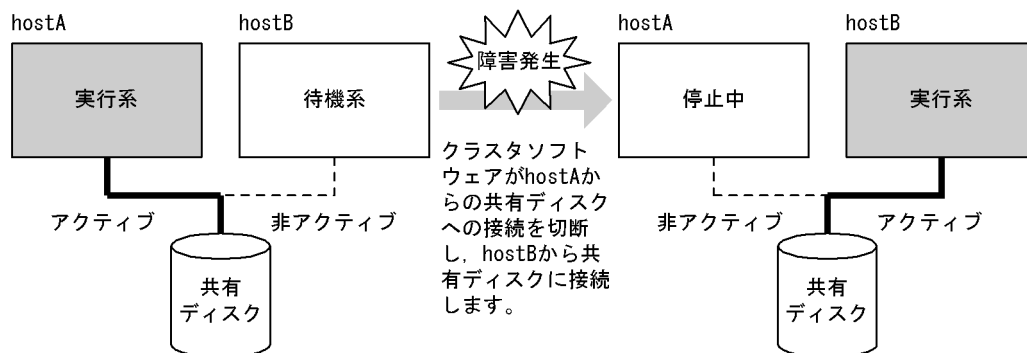 hostA
hostB
実行系
待機系
アクティブ
非アクティブ
共有
ディスク
障害発生
クラスタソフト
ウェアがhostAか
らの共有ディスク
への接続を切断
し，hostBから共
有ディスクに接続
します。
hostA
hostB
停止中
実行系
非アクティブ
アクティブ
共有
ディスク